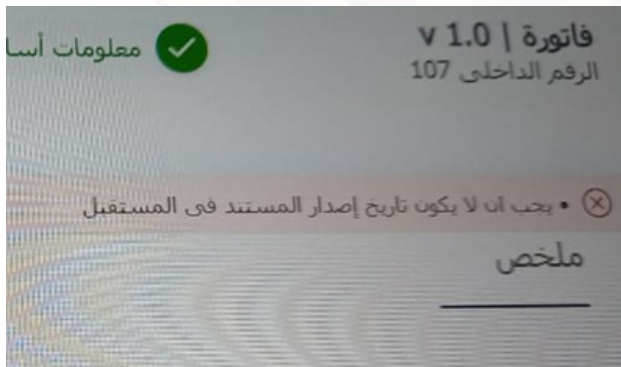 فاتورة | v 1.0
الرقم الداخلى 107
معلومات
• يجب ان لا يكون تاريخ إصدار المستند فى المستقبل
ملخص